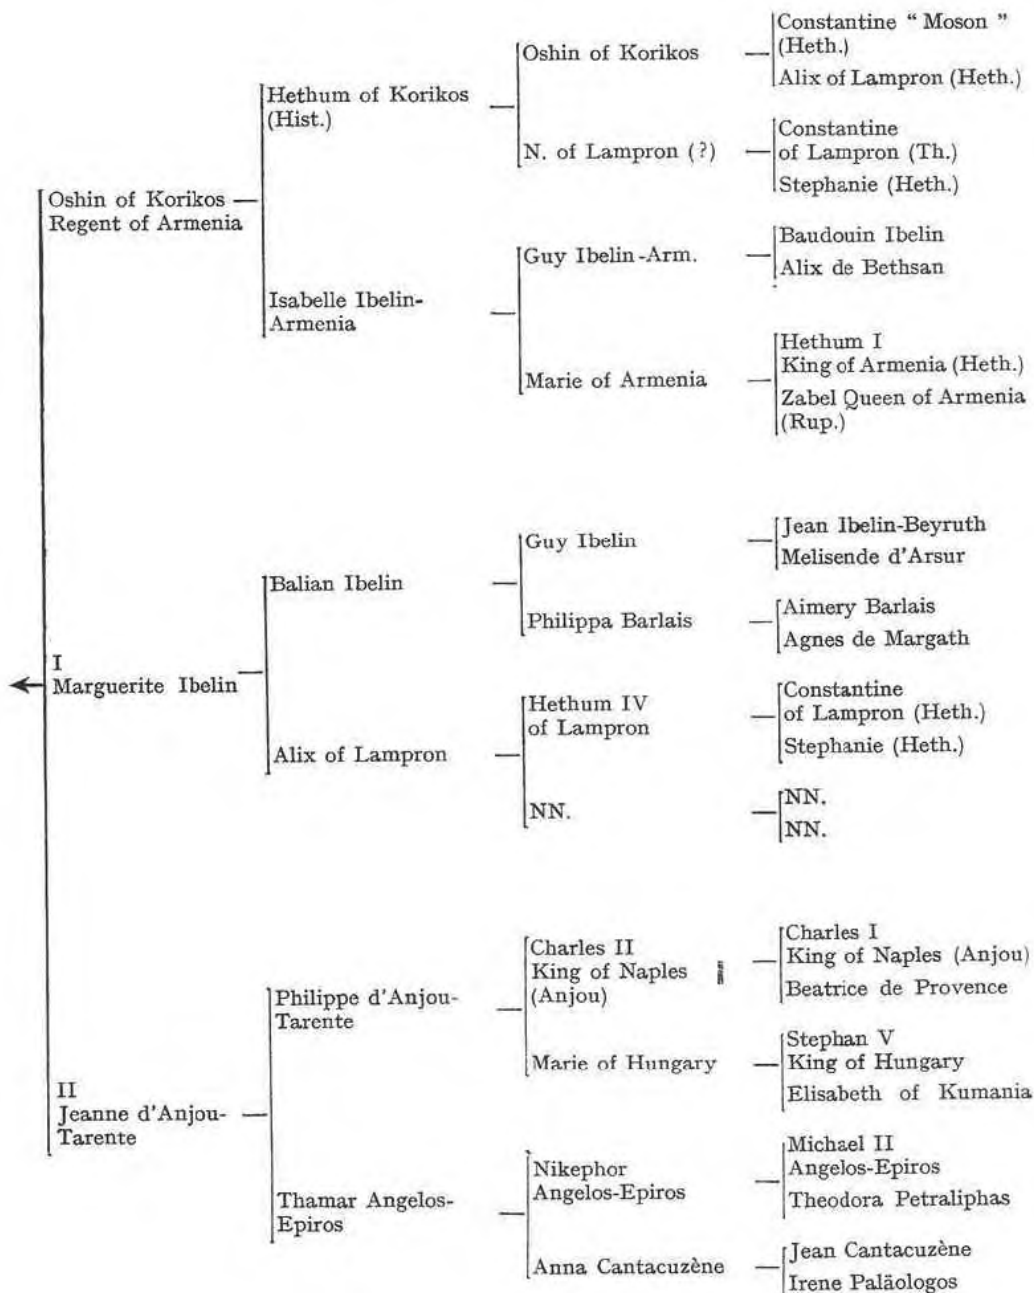 Constantine “ Moson ”
(Heth.)
Oshin of Korikos
Alix of Lampron (Heth.)
Hethum of Korikos
(Hist.)
Constantine
of Lampron (Th.)
N. of Lampron (?)
Stephanie (Heth.)
Oshin of Korikos
Regent of Armenia
Baudouin Ibelin
Guy Ibelin-Arm.
Alix de Bethsan
Isabelle Ibelin-
Armenia
Hethum I
King of Armenia (Heth.)
Marie of Armenia
Zabel Queen of Armenia
(Rup.)
Jean Ibelin-Beyruth
Guy Ibelin
Melisende d'Arsur
Balian Ibelin
Aimery Barlais
Philippa Barlais
Agnes de Margath
I
Marguerite Ibelin
Hethum IV
of Lampron
Constantine
of Lampron (Heth.)
Stephanie (Heth.)
Alix of Lampron
NN.
NN.
NN.
Charles II
King of Naples
(Anjou)
Charles I
King of Naples (Anjou)
Beatrice de Provence
Philippe d'Anjou-
Tarente
Stephan V
King of Hungary
Marie of Hungary
Elisabeth of Kumania
II
Jeanne d'Anjou-
Tarente
Michael II
Angelos-Epiros
Nikephor
Angelos-Epiros
Theodora Petraliphas
Thamar Angelos-
Epiros
Jean Cantacuzène
Anna Cantacuzène
Irene Paläologos